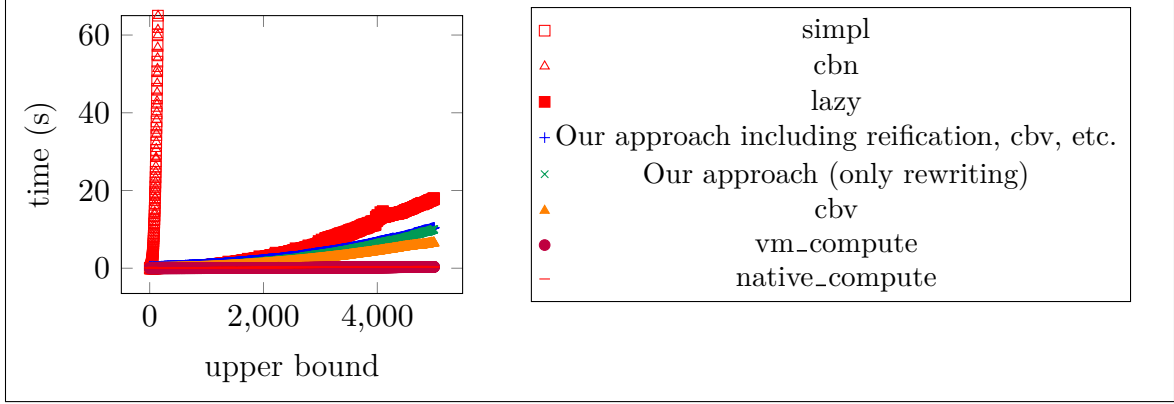 60
40
20
0
time (s)
0
2,000
4,000
upper bound
simpl
cbn
lazy
Our approach including reification, cbv, etc.
Our approach (only rewriting)
cbv
vm_compute
native_compute